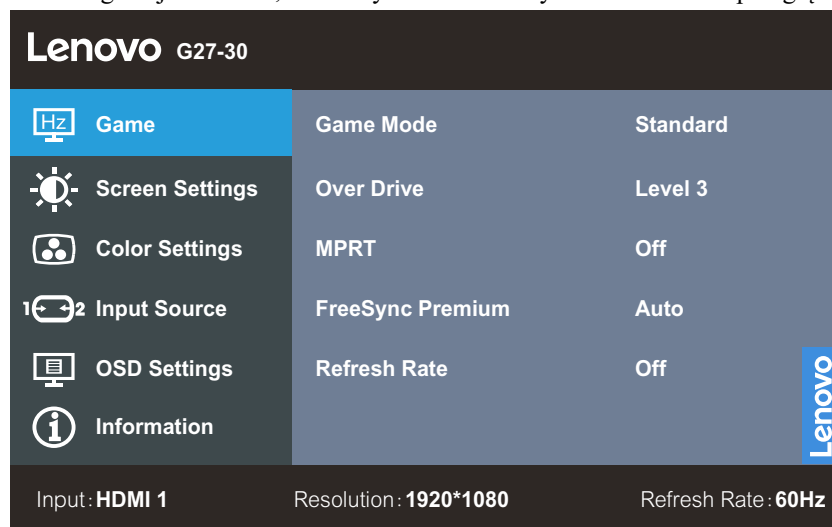 Lenovo G27-30
Hz Game Game Mode Standard
Screen Settings Over Drive Level 3
Color Settings MPRT Off
1 2 Input Source FreeSync Premium Auto
OSD Settings Refresh Rate Off
Information
Lenovo
Input: HDMI 1 Resolution: 1920*1080 Refresh Rate: 60Hz